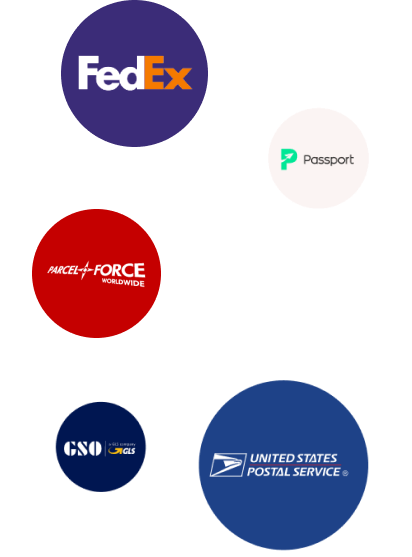 FedEx
Passport
PARCEL FORCE
WORLDWIDE
GSO
a GLS company
GLS
UNITED STATES
POSTAL SERVICE ®